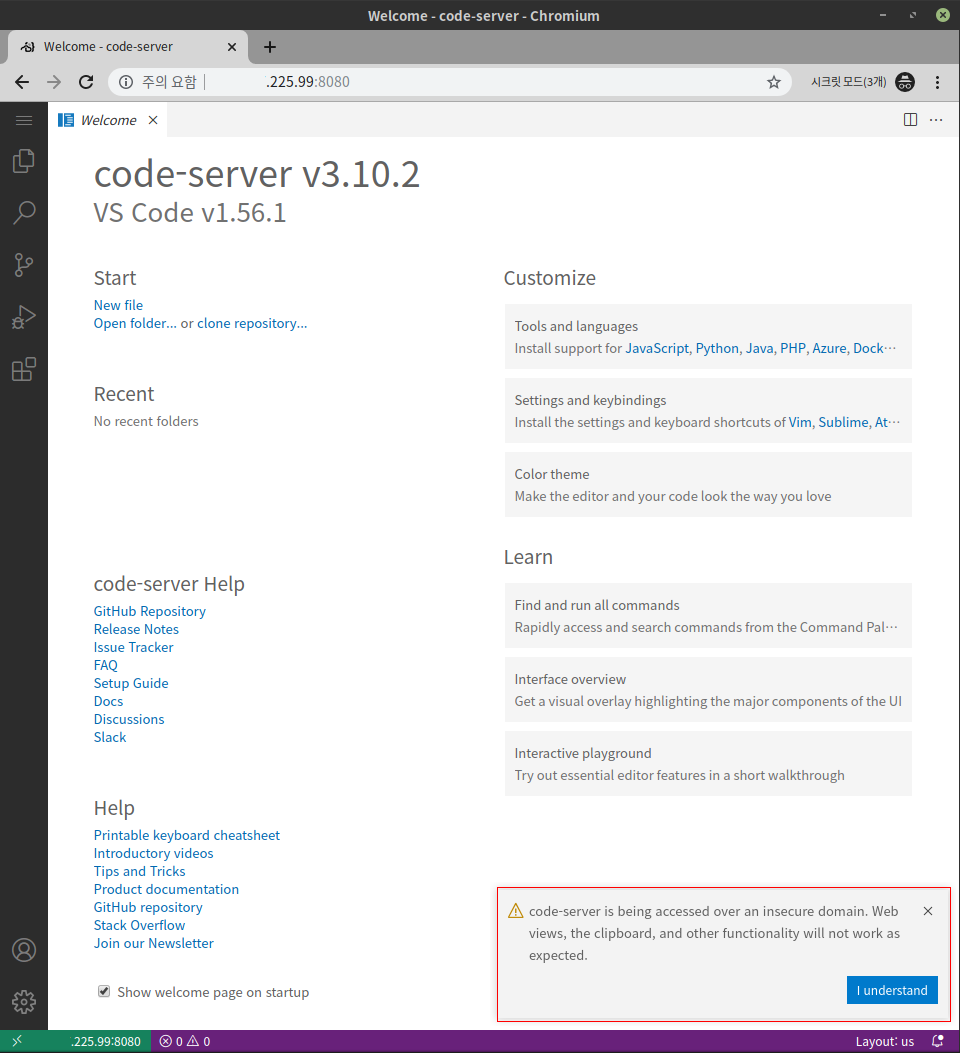 Welcome - code-server - Chromium
Welcome - code-server
주의 요함 .225.99:8080
시크릿 모드(3개)
Welcome
code-server v3.10.2
VS Code v1.56.1
Start
New file
Open folder... or clone repository...
Recent
No recent folders
code-server Help
GitHub Repository
Release Notes
Issue Tracker
FAQ
Setup Guide
Docs
Discussions
Slack
Help
Printable keyboard cheatsheet
Introductory videos
Tips and Tricks
Product documentation
GitHub repository
Stack Overflow
Join our Newsletter
Show welcome page on startup
Customize
Tools and languages
Install support for JavaScript, Python, Java, PHP, Azure, Dock···
Settings and keybindings
Install the settings and keyboard shortcuts of Vim, Sublime, At···
Color theme
Make the editor and your code look the way you love
Learn
Find and run all commands
Rapidly access and search commands from the Command Pal···
Interface overview
Get a visual overlay highlighting the major components of the UI
Interactive playground
Try out essential editor features in a short walkthrough
code-server is being accessed over an insecure domain. Web
views, the clipboard, and other functionality will not work as
expected.
I understand
.225.99:8080 0 0 Layout: us